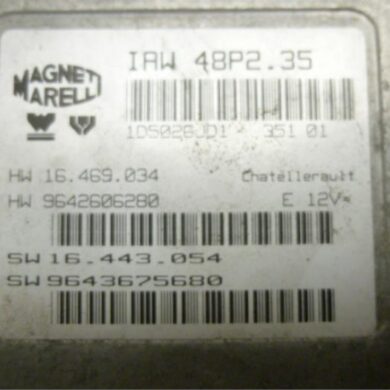 IAW 48P2.35
MAGNETI
MARELLI
351 01
HW 16.469.034 Chatellerault
HW 9642606280 E 12V
SW 16.443.054
SW 9643675680